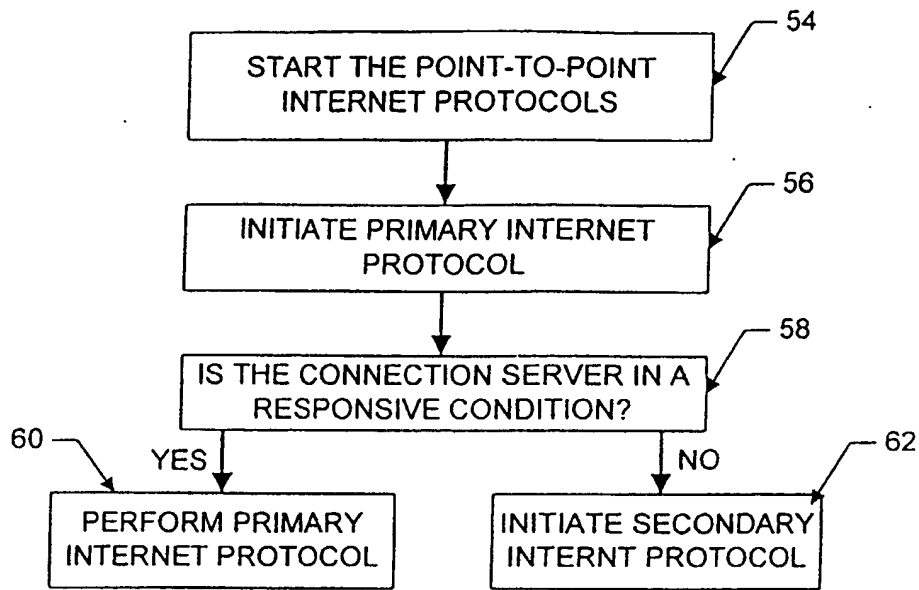 54
START THE POINT-TO-POINT
INTERNET PROTOCOLS
56
INITIATE PRIMARY INTERNET
PROTOCOL
58
IS THE CONNECTION SERVER IN A
RESPONSIVE CONDITION?
60
YES
NO
62
PERFORM PRIMARY
INTERNET PROTOCOL
INITIATE SECONDARY
INTERNT PROTOCOL